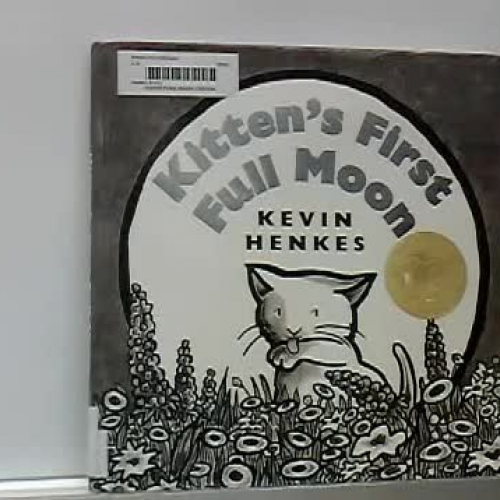 Kitten's First
Full Moon
KEVIN
HENKES